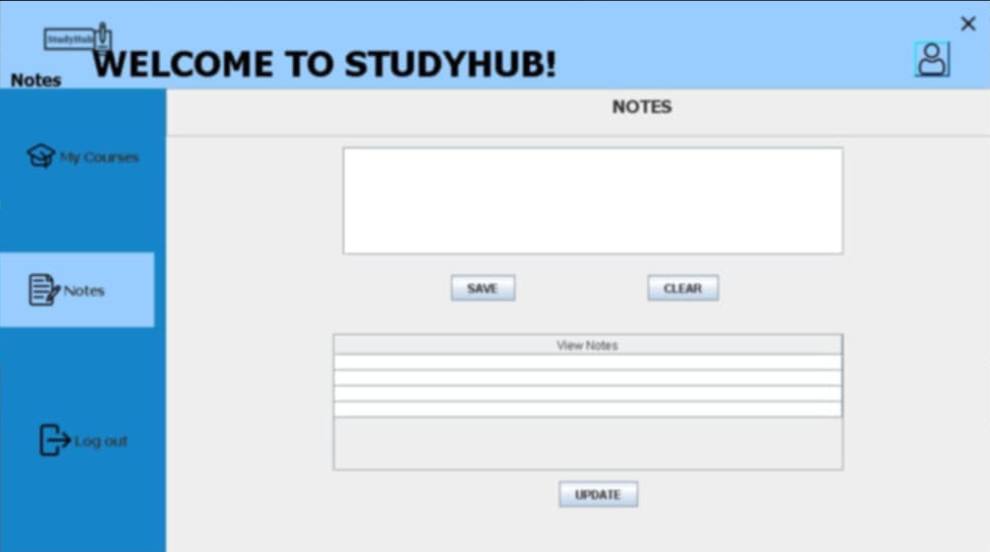 StudyHub
WELCOME TO STUDYHUB!
Notes
NOTES
My Courses
Notes
Log out
SAVE
CLEAR
View Notes
UPDATE